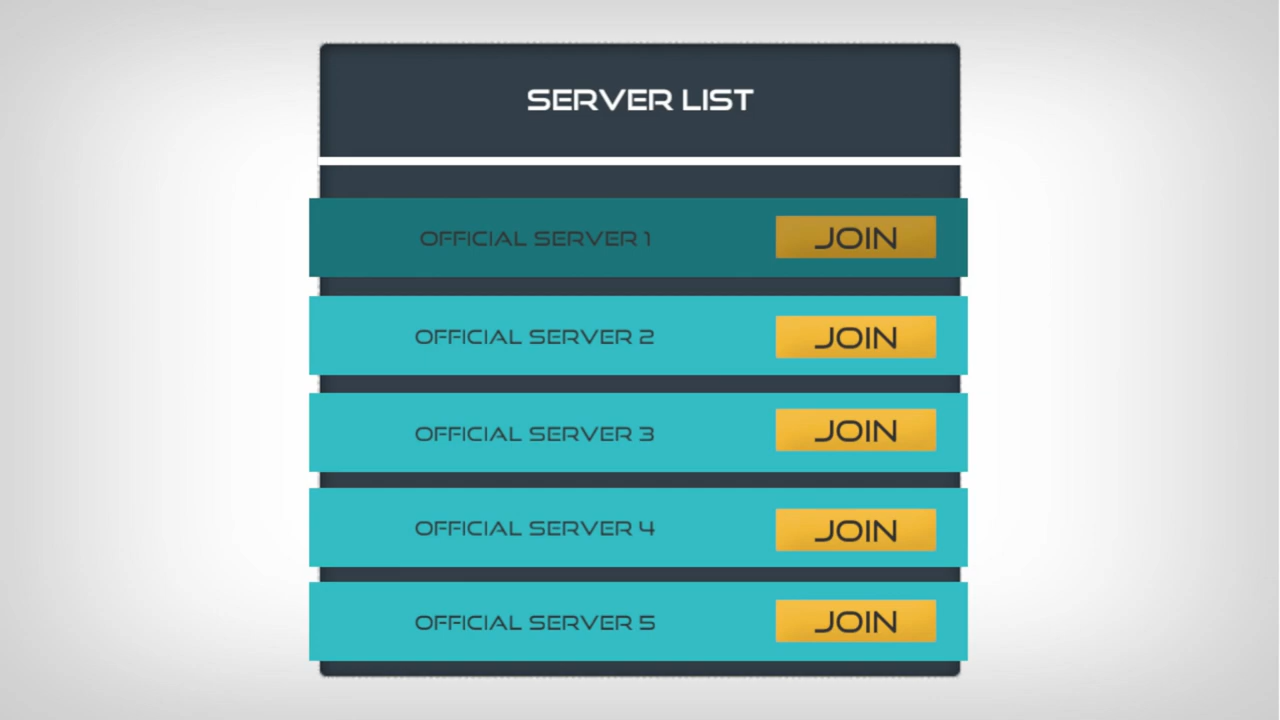 SERVER LIST
OFFICIAL SERVER 1 JOIN
OFFICIAL SERVER 2 JOIN
OFFICIAL SERVER 3 JOIN
OFFICIAL SERVER 4 JOIN
OFFICIAL SERVER 5 JOIN